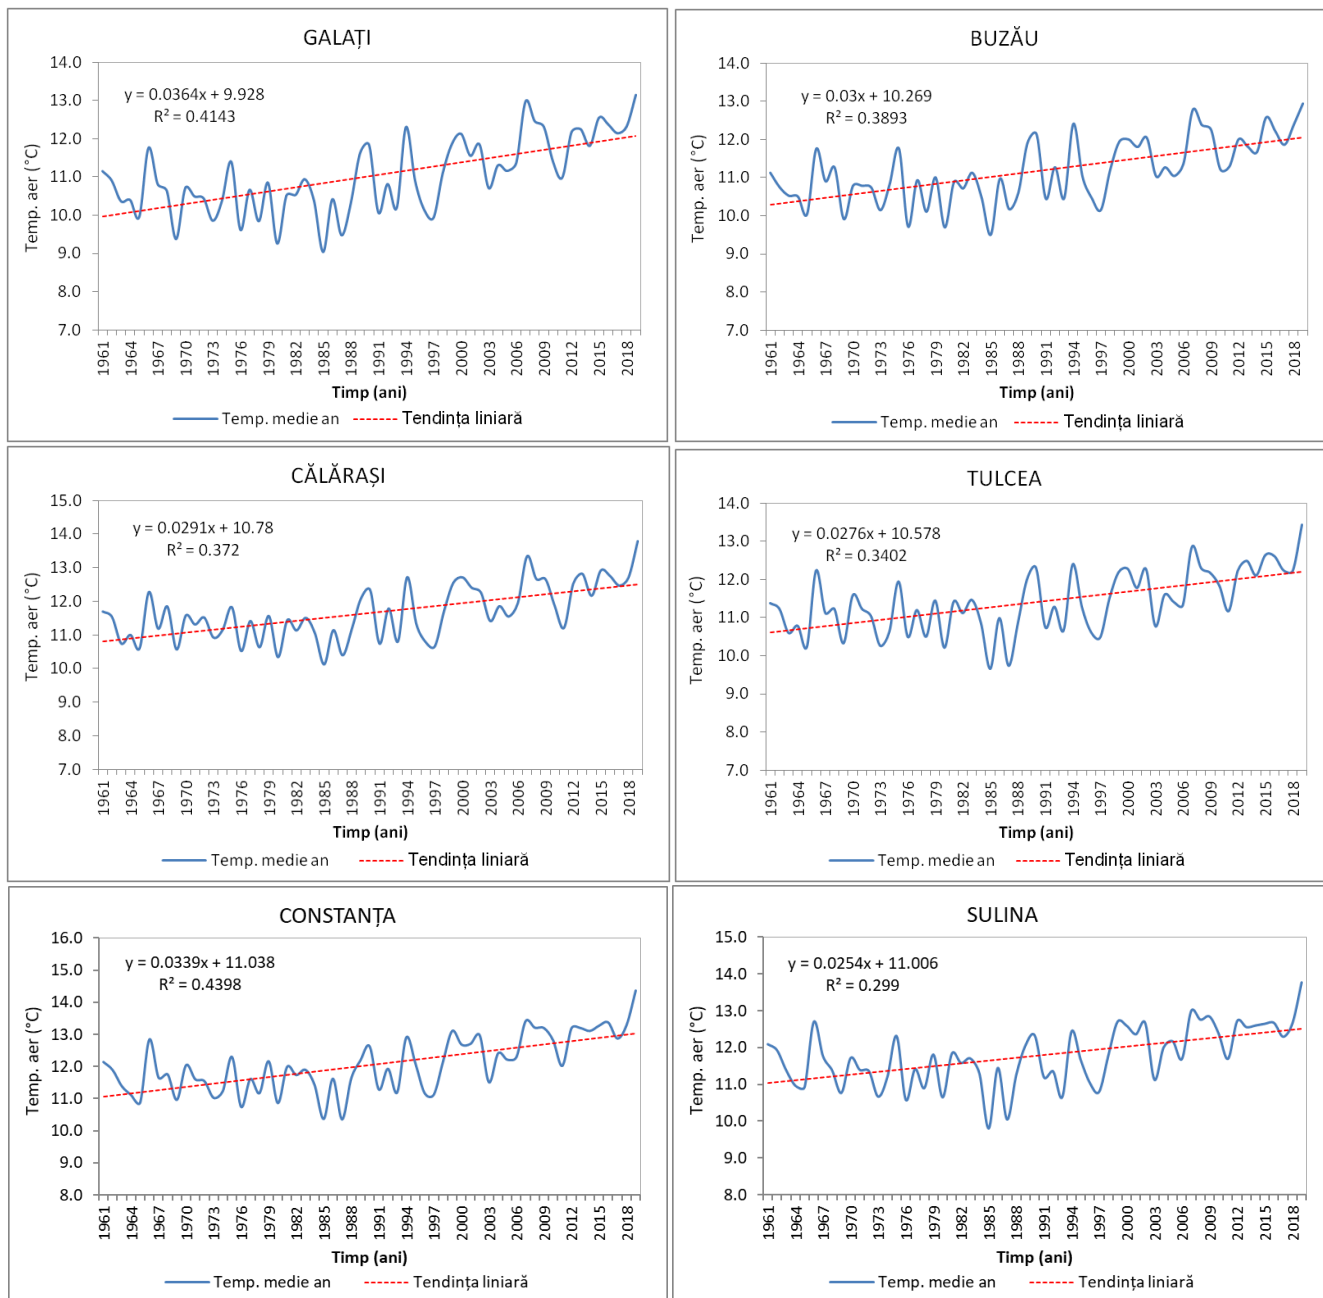 GALAȚI
y = 0.0364x + 9.928
R² = 0.4143
Temp. aer (°C)
14.0
13.0
12.0
11.0
10.0
9.0
8.0
7.0
1961 1964 1967 1970 1973 1976 1979 1982 1985 1988 1991 1994 1997 2000 2003 2006 2009 2012 2015 2018
Timp (ani)
Temp. medie an Tendința liniară
BUZĂU
y = 0.03x + 10.269
R² = 0.3893
Temp. aer (°C)
14.0
13.0
12.0
11.0
10.0
9.0
8.0
7.0
1961 1964 1967 1970 1973 1976 1979 1982 1985 1988 1991 1994 1997 2000 2003 2006 2009 2012 2015 2018
Timp (ani)
Temp. medie an Tendința liniară
CĂLĂRAȘI
y = 0.0291x + 10.78
R² = 0.372
Temp. aer (°C)
15.0
14.0
13.0
12.0
11.0
10.0
9.0
8.0
7.0
1961 1964 1967 1970 1973 1976 1979 1982 1985 1988 1991 1994 1997 2000 2003 2006 2009 2012 2015 2018
Timp (ani)
Temp. medie an Tendința liniară
TULCEA
y = 0.0276x + 10.578
R² = 0.3402
Temp. aer (°C)
14.0
13.0
12.0
11.0
10.0
9.0
8.0
7.0
1961 1964 1967 1970 1973 1976 1979 1982 1985 1988 1991 1994 1997 2000 2003 2006 2009 2012 2015 2018
Timp (ani)
Temp. medie an Tendința liniară
CONSTANȚA
y = 0.0339x + 11.038
R² = 0.4398
Temp. aer (°C)
16.0
15.0
14.0
13.0
12.0
11.0
10.0
9.0
8.0
1961 1964 1967 1970 1973 1976 1979 1982 1985 1988 1991 1994 1997 2000 2003 2006 2009 2012 2015 2018
Timp (ani)
Temp. medie an Tendința liniară
SULINA
y = 0.0254x + 11.006
R² = 0.299
Temp. aer (°C)
15.0
14.0
13.0
12.0
11.0
10.0
9.0
8.0
1961 1964 1967 1970 1973 1976 1979 1982 1985 1988 1991 1994 1997 2000 2003 2006 2009 2012 2015 2018
Timp (ani)
Temp. medie an Tendința liniară